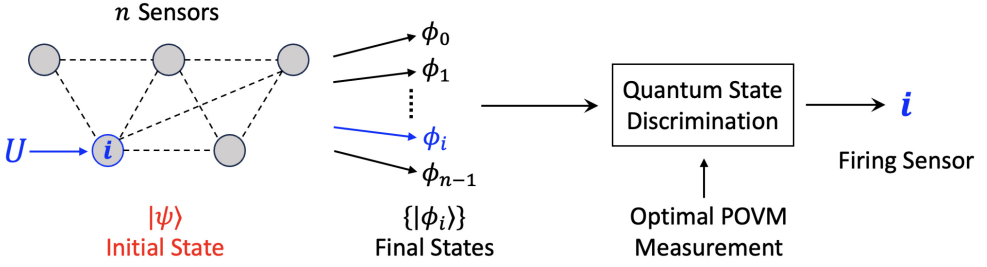 n Sensors
U
i
|ψ⟩
Initial State
ϕ₀
ϕ₁
ϕᵢ
ϕₙ₋₁
{|ϕᵢ⟩}
Final States
Quantum State
Discrimination
Optimal POVM
Measurement
i
Firing Sensor